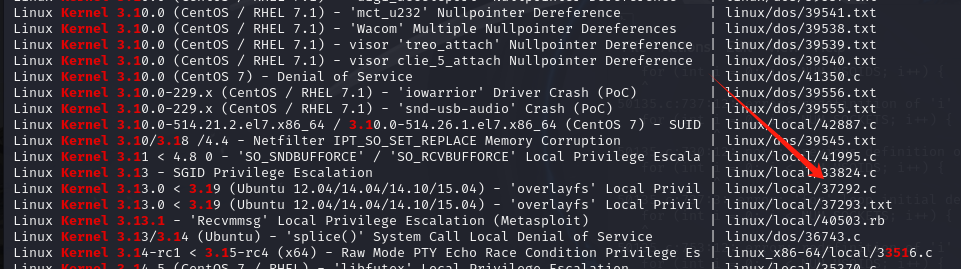 Linux Kernel 3.10.0 (CentOS / RHEL 7.1) - 'mct_u232' Nullpointer Dereference | linux/dos/39541.txt
Linux Kernel 3.10.0 (CentOS / RHEL 7.1) - 'Wacom' Multiple Nullpointer Dereferences | linux/dos/39538.txt
Linux Kernel 3.10.0 (CentOS / RHEL 7.1) - visor 'treo_attach' Nullpointer Dereference | linux/dos/39539.txt
Linux Kernel 3.10.0 (CentOS / RHEL 7.1) - visor clie_5_attach Nullpointer Dereference | linux/dos/39540.txt
Linux Kernel 3.10.0 (CentOS 7) - Denial of Service | linux/dos/41350.c
Linux Kernel 3.10.0-229.x (CentOS / RHEL 7.1) - 'iowarrior' Driver Crash (PoC) | linux/dos/39556.txt
Linux Kernel 3.10.0-229.x (CentOS / RHEL 7.1) - 'snd-usb-audio' Crash (PoC) | linux/dos/39555.txt
Linux Kernel 3.10.0-514.21.2.el7.x86_64 / 3.10.0-514.26.1.el7.x86_64 (CentOS 7) - SUID | linux/local/42887.c
Linux Kernel 3.10/3.18 /4.4 - Netfilter IPT_SO_SET_REPLACE Memory Corruption | linux/dos/39545.txt
Linux Kernel 3.11 < 4.8 0 - 'SO_SNDBUFFORCE' / 'SO_RCVBUFFORCE' Local Privilege Escala | linux/local/41995.c
Linux Kernel 3.13 - SGID Privilege Escalation | linux/local/33824.c
Linux Kernel 3.13.0 < 3.19 (Ubuntu 12.04/14.04/14.10/15.04) - 'overlayfs' Local Privil | linux/local/37292.c
Linux Kernel 3.13.0 < 3.19 (Ubuntu 12.04/14.04/14.10/15.04) - 'overlayfs' Local Privil | linux/local/37293.txt
Linux Kernel 3.13.1 - 'Recvmmsg' Local Privilege Escalation (Metasploit) | linux/local/40503.rb
Linux Kernel 3.13/3.14 (Ubuntu) - 'splice()' System Call Local Denial of Service | linux/dos/36743.c
Linux Kernel 3.14-rc1 < 3.15-rc4 (x64) - Raw Mode PTY Echo Race Condition Privilege Es | linux_x86-64/local/33516.c